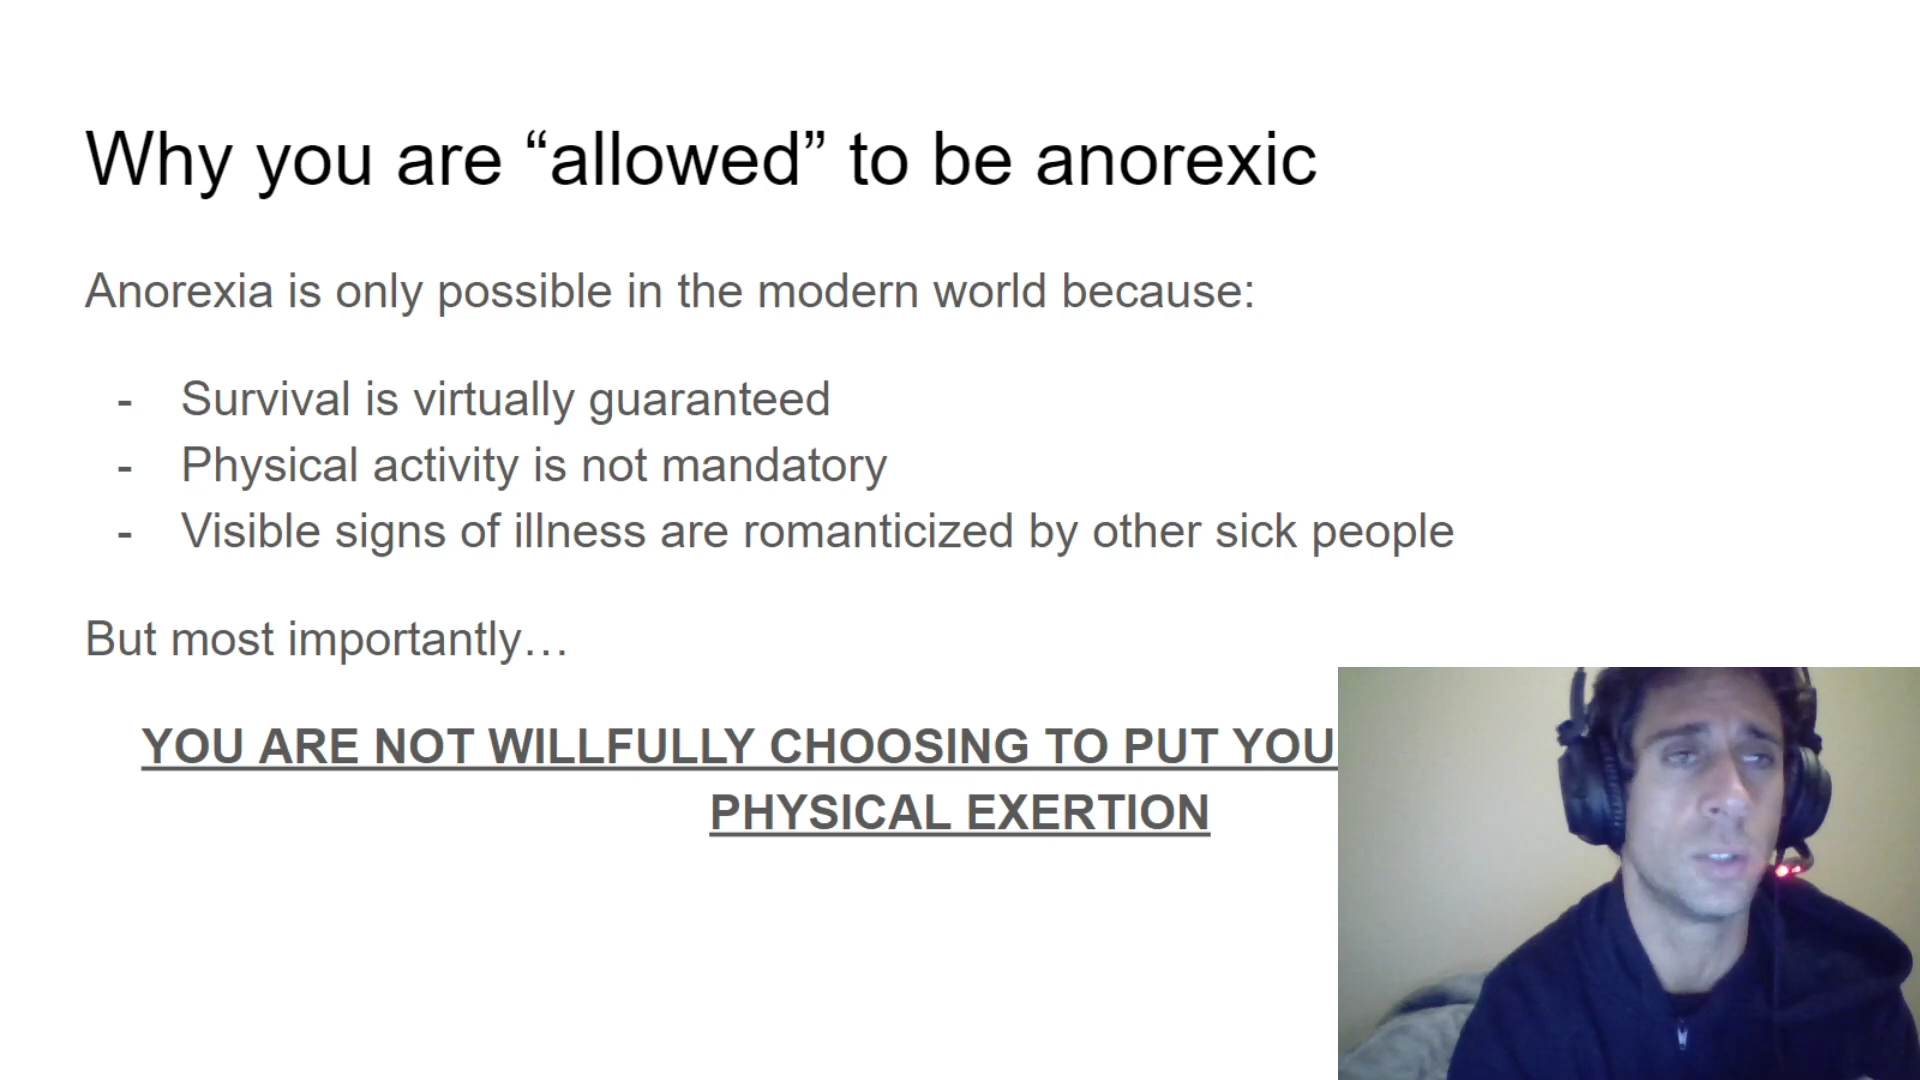 Why you are “allowed” to be anorexic
Anorexia is only possible in the modern world because:
- Survival is virtually guaranteed
- Physical activity is not mandatory
- Visible signs of illness are romanticized by other sick people
But most importantly…
YOU ARE NOT WILLFULLY CHOOSING TO PUT YOU
PHYSICAL EXERTION